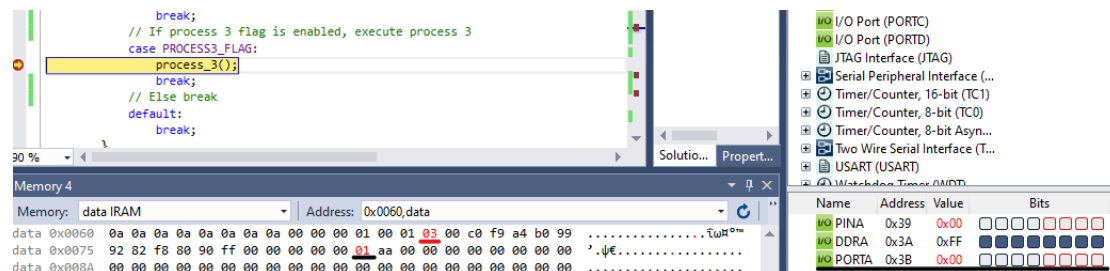 break;
// If process 3 flag is enabled, execute process 3
case PROCESS3_FLAG:
process_3();
break;
// Else break
default:
break;
}
90 %
Solutio... Propert...
I/O Port (PORTC)
I/O Port (PORTD)
JTAG Interface (JTAG)
Serial Peripheral Interface (...
Timer/Counter, 16-bit (TC1)
Timer/Counter, 8-bit (TC0)
Timer/Counter, 8-bit Asyn...
Two Wire Serial Interface (T...
USART (USART)
Watchdog Timer (WDT)
Memory 4
Memory: data IRAM Address: 0x0060,data
data 0x0060 0a 0a 0a 0a 0a 0a 0a 0a 00 00 00 01 00 01 03 00 c0 f9 a4 b0 99
data 0x0075 92 82 f8 80 90 ff 00 00 00 00 00 01 aa 00 00 00 00 00 00 00 00
data 0x008A 00 00 00 00 00 00 00 00 00 00 00 00 00 00 00 00 00 00 00 00 00
Name Address Value Bits
I/O PINA 0x39 0x00
I/O DDRA 0x3A 0xFF
I/O PORTA 0x3B 0x00